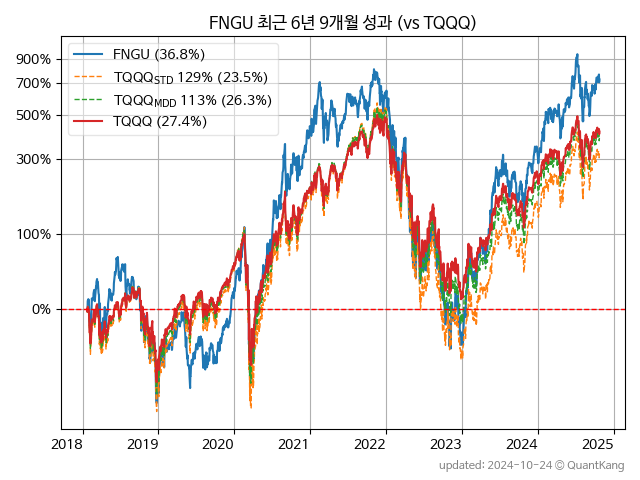 FNGU 최근 6년 9개월 성과 (vs TQQQ)
FNGU (36.8%)
TQQQ_STD 129% (23.5%)
TQQQ_MDD 113% (26.3%)
TQQQ (27.4%)
900%
700%
500%
300%
100%
0%
2018 2019 2020 2021 2022 2023 2024 2025
updated: 2024-10-24 © QuantKang